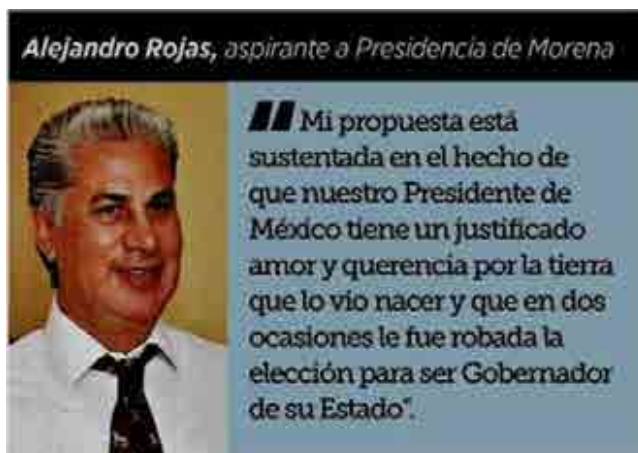 Alejandro Rojas, aspirante a Presidencia de Morena
"Mi propuesta está
sustentada en el hecho de
que nuestro Presidente de
México tiene un justificado
amor y querencia por la tierra
que lo vio nacer y que en dos
ocasiones le fue robada la
elección para ser Gobernador
de su Estado".